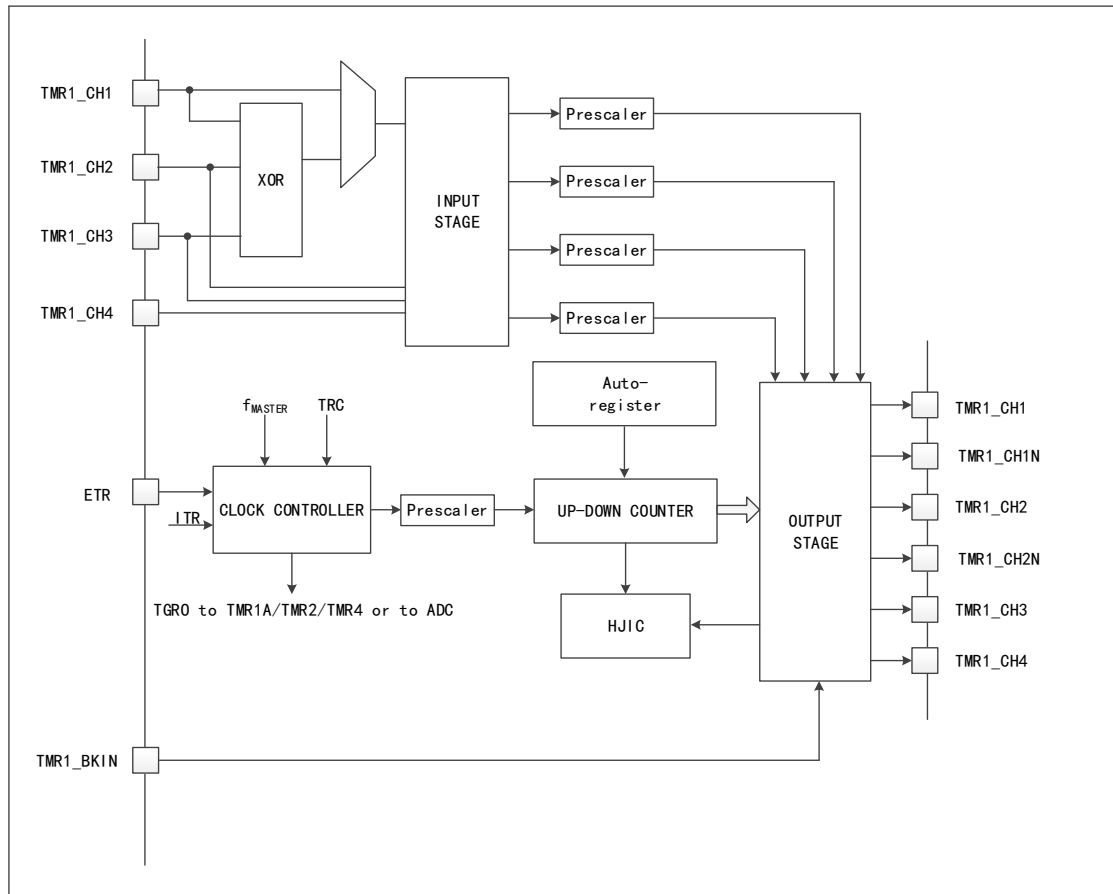 TMR1_CH1
TMR1_CH2
TMR1_CH3
TMR1_CH4
XOR
INPUT
STAGE
Prescaler
Prescaler
Prescaler
Prescaler
Auto-
register
fMASTER
TRC
ETR
ITR
CLOCK CONTROLLER
Prescaler
UP-DOWN COUNTER
OUTPUT
STAGE
TMR1_CH1
TMR1_CH1N
TMR1_CH2
TMR1_CH2N
TMR1_CH3
TMR1_CH4
TGRO to TMR1A/TMR2/TMR4 or to ADC
HJIC
TMR1_BKIN